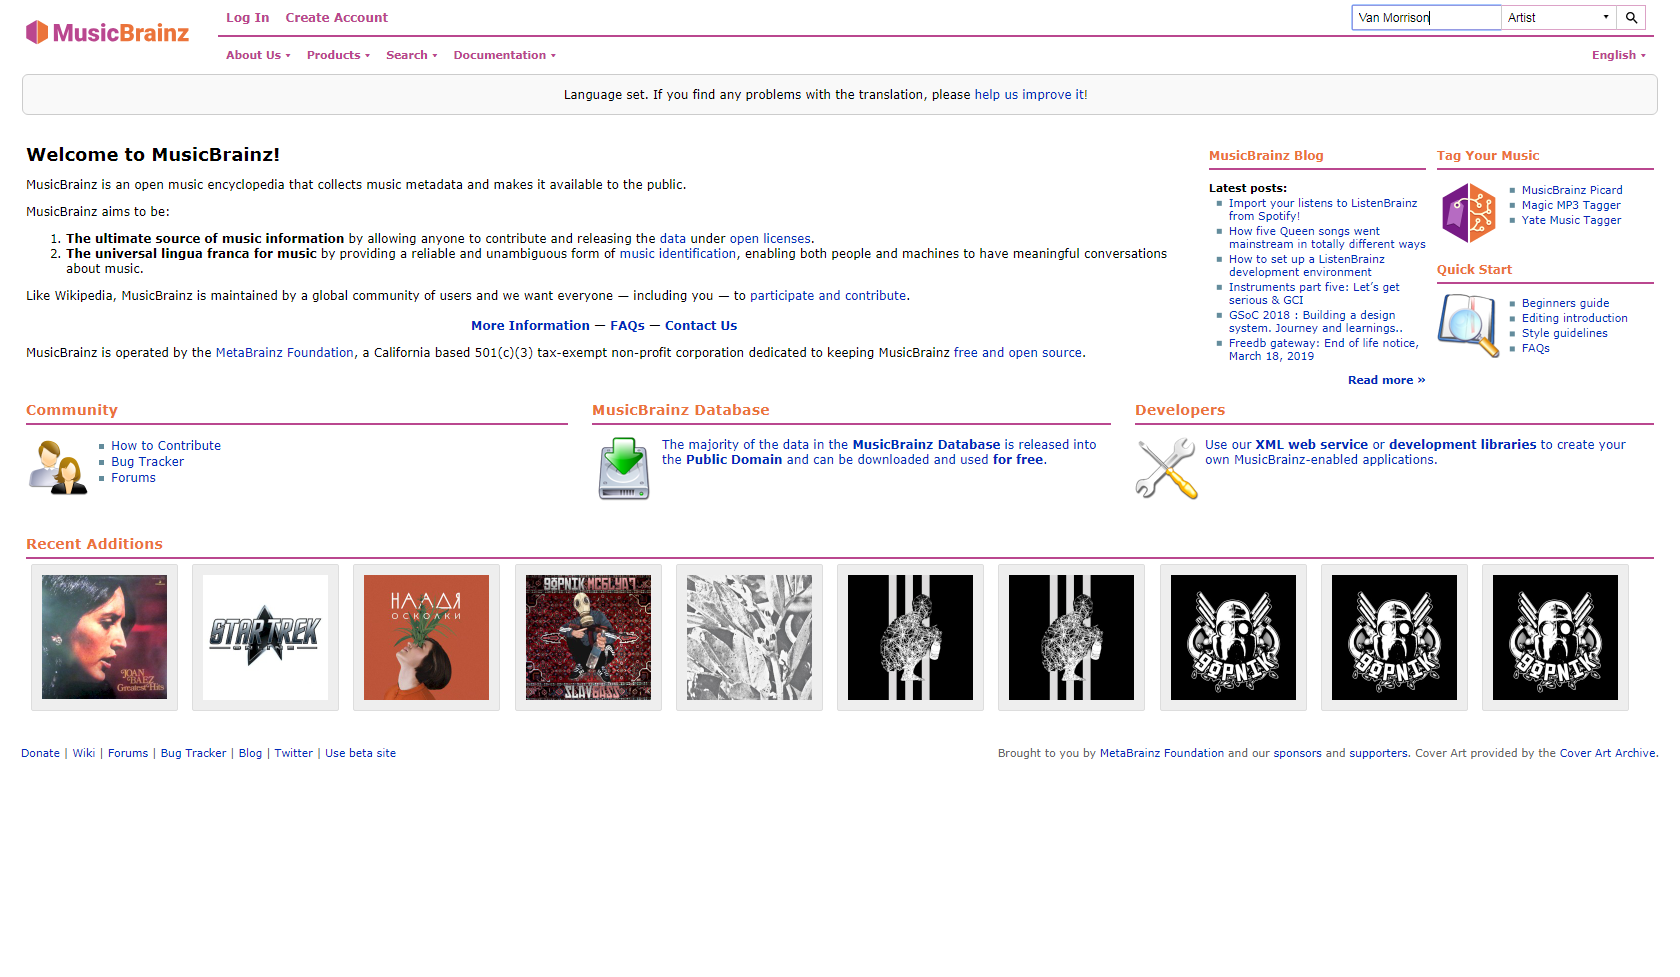 MusicBrainz
Log In Create Account
Van Morrison Artist
About Us Products Search Documentation English
Language set. If you find any problems with the translation, please help us improve it!
Welcome to MusicBrainz!
MusicBrainz is an open music encyclopedia that collects music metadata and makes it available to the public.
MusicBrainz aims to be:
1. The ultimate source of music information by allowing anyone to contribute and releasing the data under open licenses.
2. The universal lingua franca for music by providing a reliable and unambiguous form of music identification, enabling both people and machines to have meaningful conversations
about music.
Like Wikipedia, MusicBrainz is maintained by a global community of users and we want everyone — including you — to participate and contribute.
More Information — FAQs — Contact Us
MusicBrainz is operated by the MetaBrainz Foundation, a California based 501(c)(3) tax-exempt non-profit corporation dedicated to keeping MusicBrainz free and open source.
MusicBrainz Blog
Latest posts:
Import your listens to ListenBrainz
from Spotify!
How five Queen songs went
mainstream in totally different ways
How to set up a ListenBrainz
development environment
Instruments part five: Let's get
serious & GCI
GSoC 2018 : Building a design
system. Journey and learnings..
Freedb gateway: End of life notice,
March 18, 2019
Read more »
Tag Your Music
MusicBrainz Picard
Magic MP3 Tagger
Yate Music Tagger
Quick Start
Beginners guide
Editing introduction
Style guidelines
FAQs
Community
How to Contribute
Bug Tracker
Forums
MusicBrainz Database
The majority of the data in the MusicBrainz Database is released into
the Public Domain and can be downloaded and used for free.
Developers
Use our XML web service or development libraries to create your
own MusicBrainz-enabled applications.
Recent Additions
JOAN
BAEZ
Greatest Hits
STAR TREK
ONLINE
НААДЯ
ОСКОЛКИ
GÖPNIK MCGLY07
SLAV BASS
GÖPNIK
GÖPNIK
GÖPNIK
Donate | Wiki | Forums | Bug Tracker | Blog | Twitter | Use beta site
Brought to you by MetaBrainz Foundation and our sponsors and supporters. Cover Art provided by the Cover Art Archive.